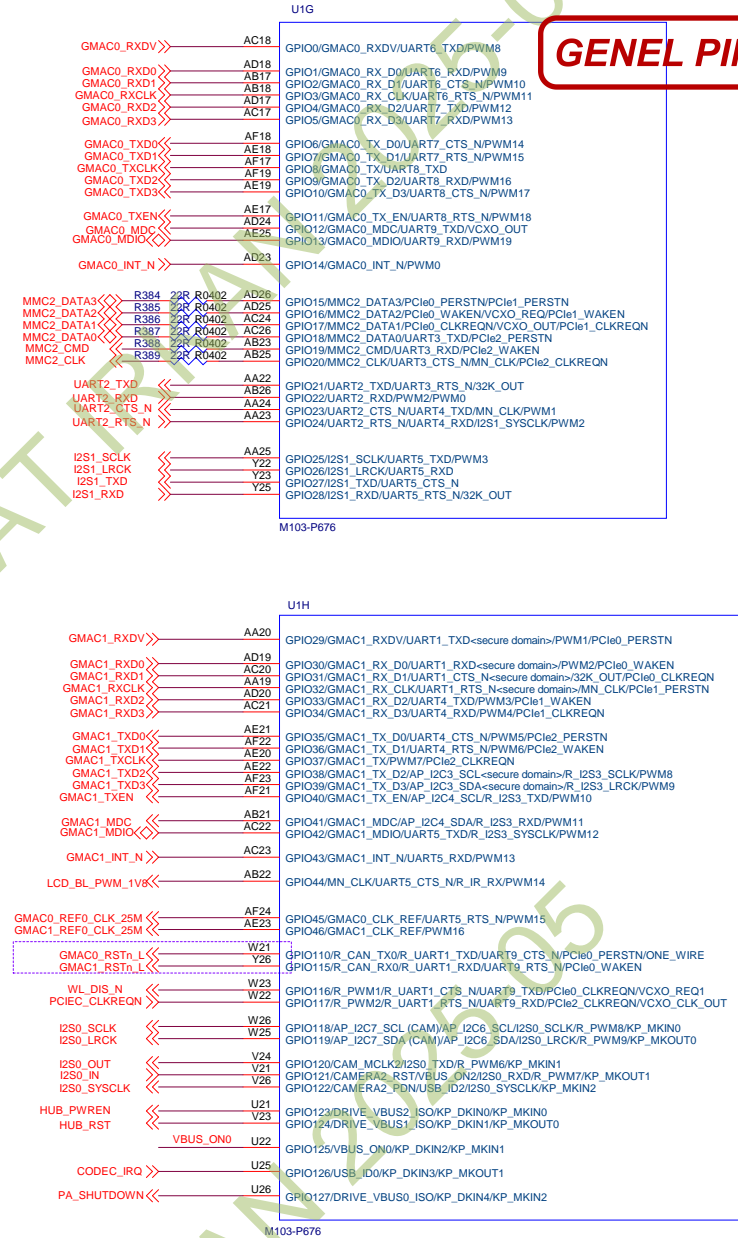 U1G
GENEL PI
GMAC0_RXDV AC18 GPIO0/GMAC0_RXDV/UART6_TXD/PWM8
GMAC0_RXD0 AD18 GPIO1/GMAC0_RX_D0/UART6_RXD/PWM9
GMAC0_RXD1 AB17 GPIO2/GMAC0_RX_D1/UART6_CTS_N/PWM10
GMAC0_RXCLK AB18 GPIO3/GMAC0_RX_CLK/UART6_RTS_N/PWM11
GMAC0_RXD2 AD17 GPIO4/GMAC0_RX_D2/UART7_TXD/PWM12
GMAC0_RXD3 AC17 GPIO5/GMAC0_RX_D3/UART7_RXD/PWM13
GMAC0_TXD0 AF18 GPIO6/GMAC0_TX_D0/UART7_CTS_N/PWM14
GMAC0_TXD1 AE18 GPIO7/GMAC0_TX_D1/UART7_RTS_N/PWM15
GMAC0_TXCLK AF17 GPIO8/GMAC0_TX/UART8_TXD
GMAC0_TXD2 AF19 GPIO9/GMAC0_TX_D2/UART8_RXD/PWM16
GMAC0_TXD3 AE19 GPIO10/GMAC0_TX_D3/UART8_CTS_N/PWM17
GMAC0_TXEN AE17 GPIO11/GMAC0_TX_EN/UART8_RTS_N/PWM18
GMAC0_MDC AD24 GPIO12/GMAC0_MDC/UART9_TXD/VCXO_OUT
GMAC0_MDIO AE25 GPIO13/GMAC0_MDIO/UART9_RXD/PWM19
GMAC0_INT_N AD23 GPIO14/GMAC0_INT_N/PWM0
MMC2_DATA3 R384 22R R0402 AD26 GPIO15/MMC2_DATA3/PCIe0_PERSTN/PCIe1_PERSTN
MMC2_DATA2 R385 22R R0402 AD25 GPIO16/MMC2_DATA2/PCIe0_WAKEN/VCXO_REQ/PCIe1_WAKEN
MMC2_DATA1 R386 22R R0402 AC24 GPIO17/MMC2_DATA1/PCIe0_CLKREQN/VCXO_OUT/PCIe1_CLKREQN
MMC2_DATA0 R387 22R R0402 AC26 GPIO18/MMC2_DATA0/UART3_TXD/PCIe2_PERSTN
MMC2_CMD R388 22R R0402 AB23 GPIO19/MMC2_CMD/UART3_RXD/PCIe2_WAKEN
MMC2_CLK R389 22R R0402 AB25 GPIO20/MMC2_CLK/UART3_CTS_N/MN_CLK/PCIe2_CLKREQN
UART2_TXD AA22 GPIO21/UART2_TXD/UART3_RTS_N/32K_OUT
UART2_RXD AB26 GPIO22/UART2_RXD/PWM2/PWM0
UART2_CTS_N AA24 GPIO23/UART2_CTS_N/UART4_TXD/MN_CLK/PWM1
UART2_RTS_N AA23 GPIO24/UART2_RTS_N/UART4_RXD/I2S1_SYSCLK/PWM2
I2S1_SCLK AA25 GPIO25/I2S1_SCLK/UART5_TXD/PWM3
I2S1_LRCK Y22 GPIO26/I2S1_LRCK/UART5_RXD
I2S1_TXD Y23 GPIO27/I2S1_TXD/UART5_CTS_N
I2S1_RXD Y25 GPIO28/I2S1_RXD/UART5_RTS_N/32K_OUT
M103-P676
U1H
GMAC1_RXDV AA20 GPIO29/GMAC1_RXDV/UART1_TXD<secure domain>/PWM1/PCIe0_PERSTN
GMAC1_RXD0 AD19 GPIO30/GMAC1_RX_D0/UART1_RXD<secure domain>/PWM2/PCIe0_WAKEN
GMAC1_RXD1 AC20 GPIO31/GMAC1_RX_D1/UART1_CTS_N<secure domain>/32K_OUT/PCIe0_CLKREQN
GMAC1_RXCLK AA19 GPIO32/GMAC1_RX_CLK/UART1_RTS_N<secure domain>/MN_CLK/PCIe1_PERSTN
GMAC1_RXD2 AD20 GPIO33/GMAC1_RX_D2/UART4_TXD/PWM3/PCIe1_WAKEN
GMAC1_RXD3 AC21 GPIO34/GMAC1_RX_D3/UART4_RXD/PWM4/PCIe1_CLKREQN
GMAC1_TXD0 AE21 GPIO35/GMAC1_TX_D0/UART4_CTS_N/PWM5/PCIe2_PERSTN
GMAC1_TXD1 AF22 GPIO36/GMAC1_TX_D1/UART4_RTS_N/PWM6/PCIe2_WAKEN
GMAC1_TXCLK AE20 GPIO37/GMAC1_TX/PWM7/PCIe2_CLKREQN
GMAC1_TXD2 AE22 GPIO38/GMAC1_TX_D2/AP_I2C3_SCL<secure domain>/R_I2S3_SCLK/PWM8
GMAC1_TXD3 AF23 GPIO39/GMAC1_TX_D3/AP_I2C3_SDA<secure domain>/R_I2S3_LRCK/PWM9
GMAC1_TXEN AF21 GPIO40/GMAC1_TX_EN/AP_I2C4_SCL/R_I2S3_TXD/PWM10
GMAC1_MDC AB21 GPIO41/GMAC1_MDC/AP_I2C4_SDA/R_I2S3_RXD/PWM11
GMAC1_MDIO AC22 GPIO42/GMAC1_MDIO/UART5_TXD/R_I2S3_SYSCLK/PWM12
GMAC1_INT_N AC23 GPIO43/GMAC1_INT_N/UART5_RXD/PWM13
LCD_BL_PWM_1V8 AB22 GPIO44/MN_CLK/UART5_CTS_N/R_IR_RX/PWM14
GMAC0_REF0_CLK_25M AF24 GPIO45/GMAC0_CLK_REF/UART5_RTS_N/PWM15
GMAC1_REF0_CLK_25M AE23 GPIO46/GMAC1_CLK_REF/PWM16
GMAC0_RSTn_L W21 GPIO110/R_CAN_TX0/R_UART1_TXD/UART9_CTS_N/PCIe0_PERSTN/ONE_WIRE
GMAC1_RSTn_L Y26 GPIO115/R_CAN_RX0/R_UART1_RXD/UART9_RTS_N/PCIe0_WAKEN
WL_DIS_N W23 GPIO116/R_PWM1/R_UART1_CTS_N/UART9_TXD/PCIe0_CLKREQN/VCXO_REQ1
PCIEC_CLKREQN W22 GPIO117/R_PWM2/R_UART1_RTS_N/UART9_RXD/PCIe2_CLKREQN/VCXO_CLK_OUT
I2S0_SCLK W26 GPIO118/AP_I2C7_SCL (CAM)/AP_I2C6_SCL/I2S0_SCLK/R_PWM8/KP_MKIN0
I2S0_LRCK W25 GPIO119/AP_I2C7_SDA (CAM)/AP_I2C6_SDA/I2S0_LRCK/R_PWM9/KP_MKOUT0
I2S0_OUT V24 GPIO120/CAM_MCLK2/I2S0_TXD/R_PWM6/KP_MKIN1
I2S0_IN V21 GPIO121/CAMERA2_RST/VBUS_ON2/I2S0_RXD/R_PWM7/KP_MKOUT1
I2S0_SYSCLK V26 GPIO122/CAMERA2_PDN/USB_ID2/I2S0_SYSCLK/KP_MKIN2
HUB_PWREN U21 GPIO123/DRIVE_VBUS2_ISO/KP_DKIN0/KP_MKIN0
HUB_RST V23 GPIO124/DRIVE_VBUS1_ISO/KP_DKIN1/KP_MKOUT0
VBUS_ON0 U22 GPIO125/VBUS_ON0/KP_DKIN2/KP_MKIN1
CODEC_IRQ U25 GPIO126/USB_ID0/KP_DKIN3/KP_MKOUT1
PA_SHUTDOWN U26 GPIO127/DRIVE_VBUS0_ISO/KP_DKIN4/KP_MKIN2
M103-P676
AT IRMAN 2025-0
AN 2025-05